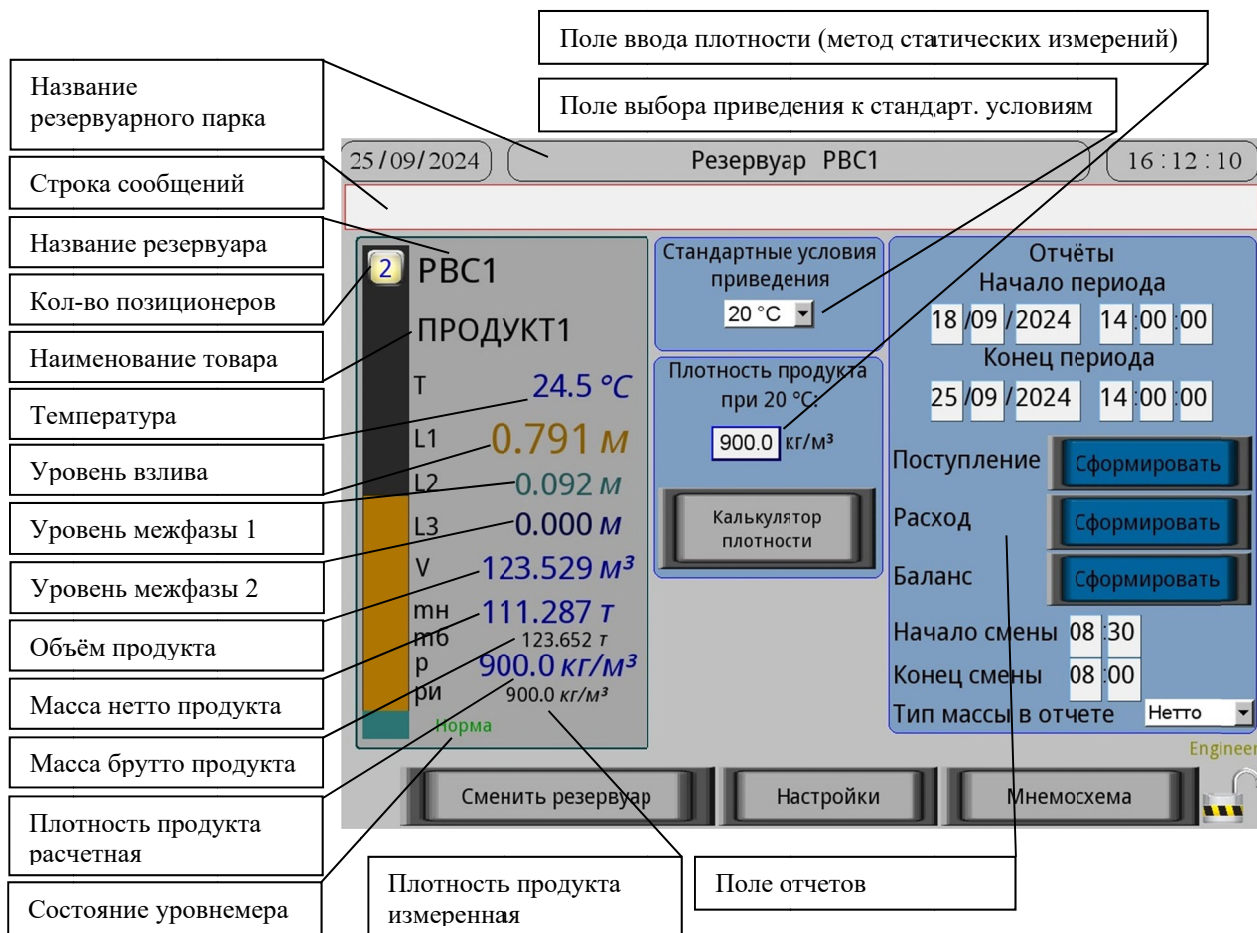 Поле ввода плотности (метод статических измерений)
Поле выбора приведения к стандарт. условиям
Название
резервуарного парка
Строка сообщений
Название резервуара
Кол-во позиционеров
Наименование товара
Температура
Уровень взлива
Уровень межфазы 1
Уровень межфазы 2
Объём продукта
Масса нетто продукта
Масса брутто продукта
Плотность продукта
расчетная
Состояние уровнемера
25/09/2024
Резервуар РВС1
16:12:10
2
РВС1
ПРОДУКТ1
T 24.5 °C
L1 0.791 м
L2 0.092 м
L3 0.000 м
V 123.529 м³
mн 111.287 т
mб 123.652 т
р 900.0 кг/м³
ри 900.0 кг/м³
Норма
Стандартные условия
приведения
20 °C
Плотность продукта
при 20 °C:
900.0 кг/м³
Калькулятор
плотности
Отчёты
Начало периода
18 /09 /2024 14:00:00
Конец периода
25 /09 /2024 14:00:00
Поступление Сформировать
Расход Сформировать
Баланс Сформировать
Начало смены 08:30
Конец смены 08:00
Тип массы в отчете Нетто
Engineer
Сменить резервуар
Настройки
Мнемосхема
Плотность продукта
измеренная
Поле отчетов